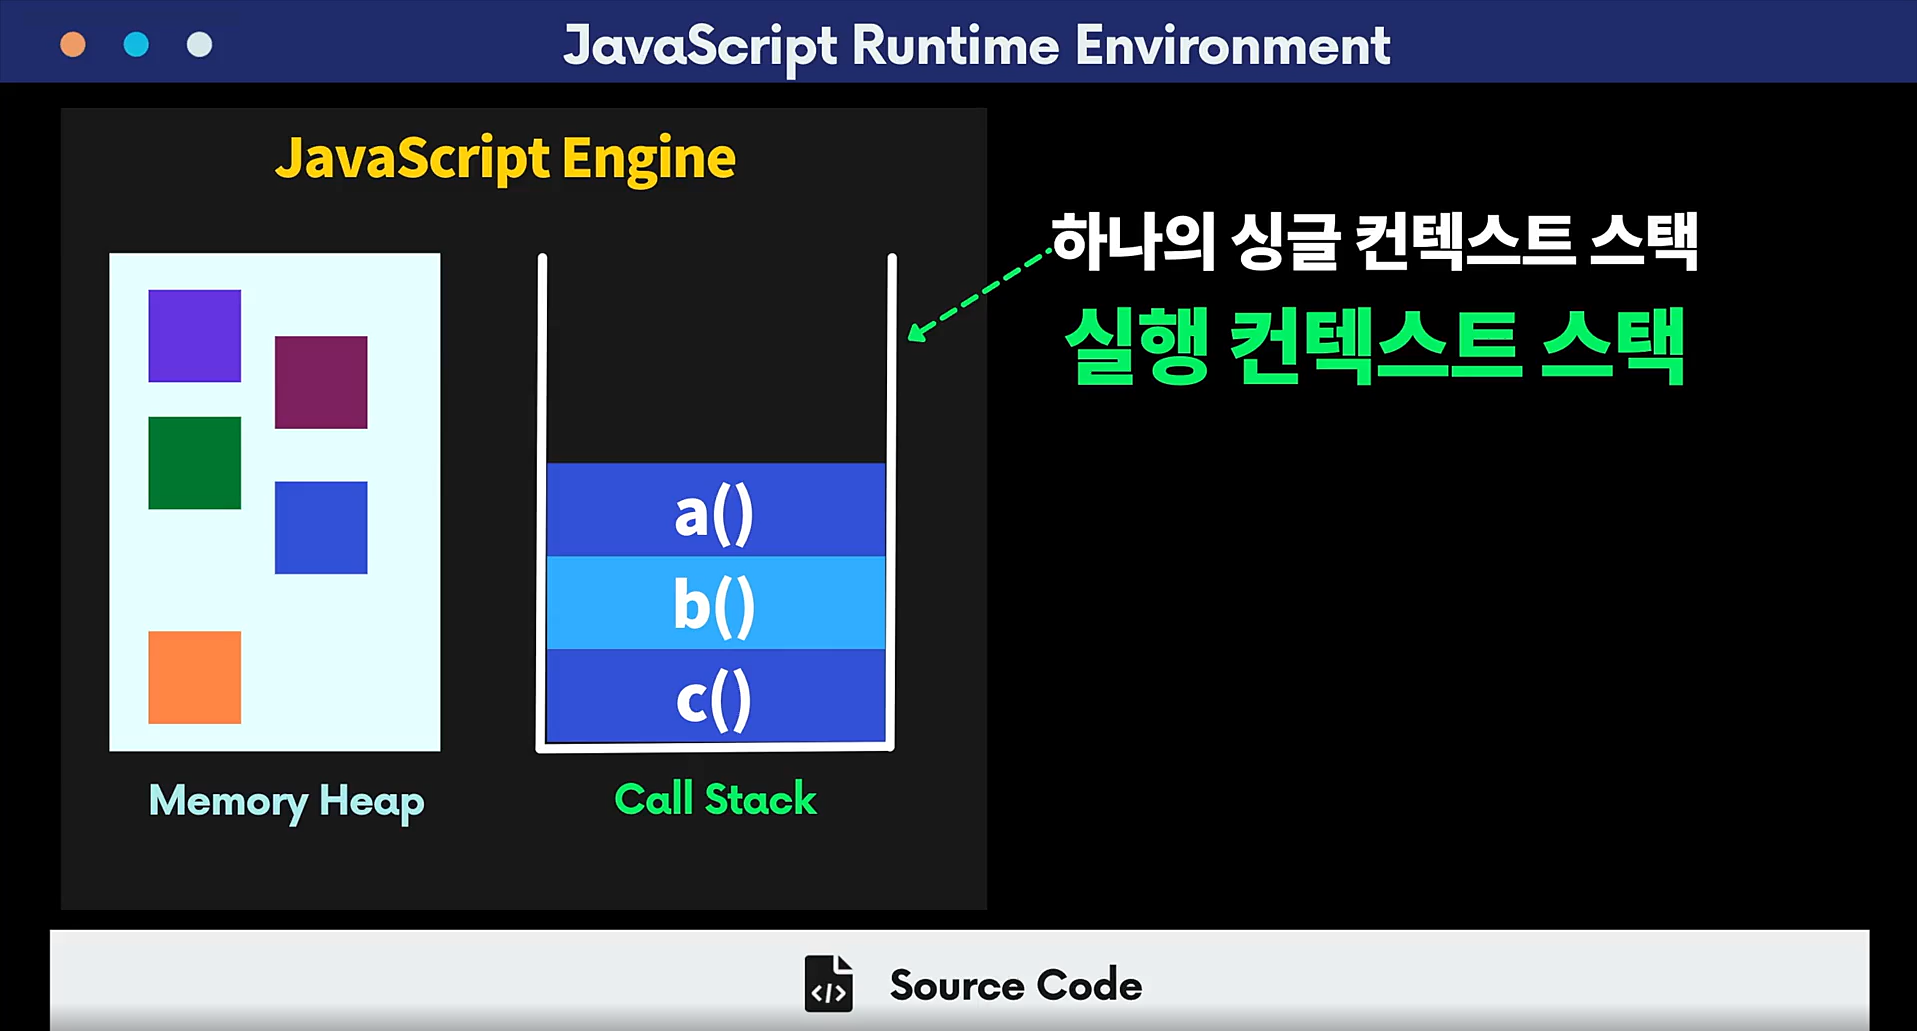 JavaScript Runtime Environment
JavaScript Engine
하나의 싱글 컨텍스트 스택
실행 컨텍스트 스택
a()
b()
c()
Memory Heap
Call Stack
</> Source Code